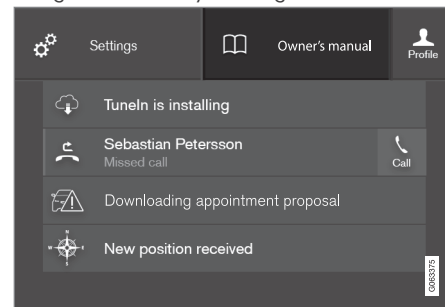 Settings
Owner's manual
Profile
TuneIn is installing
Sebastian Petersson
Missed call
Call
Downloading appointment proposal
N
W
E
S
New position received
G063375